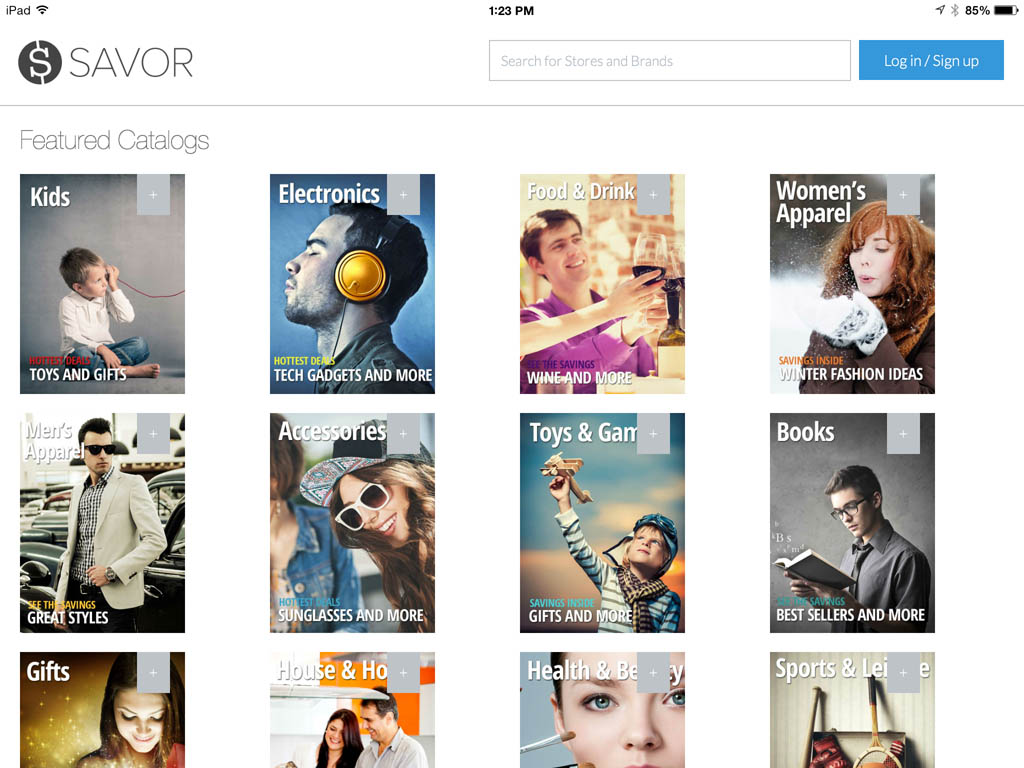 iPad 1:23 PM 85%
$ SAVOR
Search for Stores and Brands
Log in / Sign up
Featured Catalogs
Kids
+
HOTTEST DEALS
TOYS AND GIFTS
Electronics
+
HOTTEST DEALS
TECH GADGETS AND MORE
Food & Drink
+
SEE THE SAVINGS
WINE AND MORE
Women's
Apparel
+
SAVINGS INSIDE
WINTER FASHION IDEAS
Men's
Apparel
+
SEE THE SAVINGS
GREAT STYLES
Accessories
+
HOTTEST DEALS
SUNGLASSES AND MORE
Toys & Gam
+
SAVINGS INSIDE
GIFTS AND MORE
Books
+
SEE THE SAVINGS
BEST SELLERS AND MORE
Gifts
+
House & Ho
+
Health & Beauty
+
Sports & Leisure
+